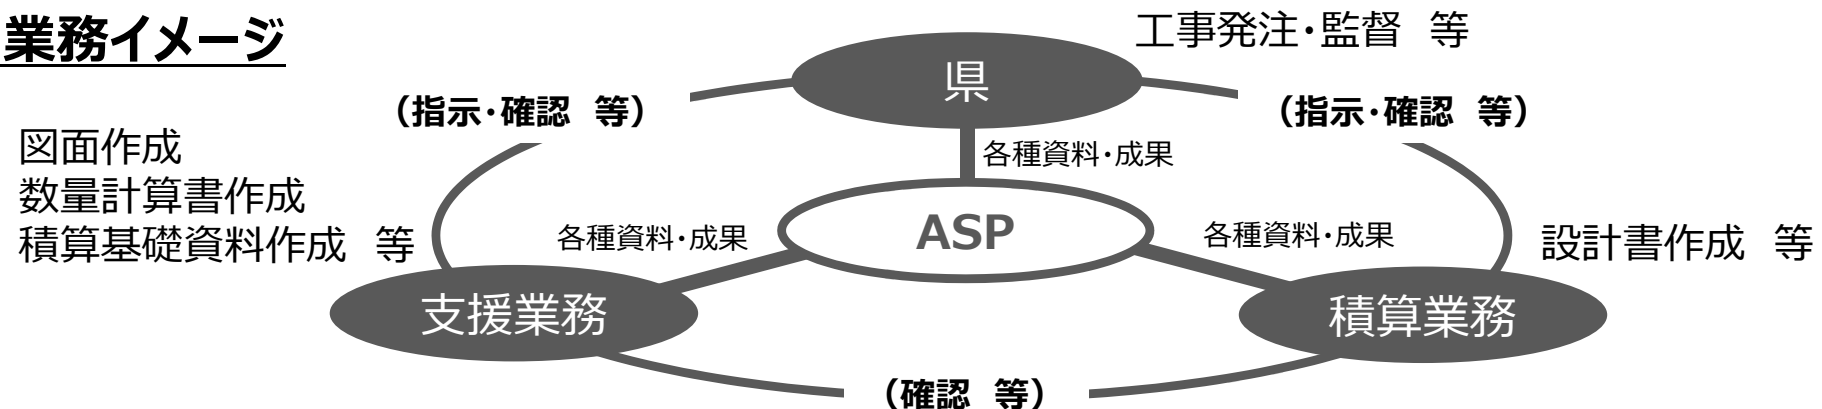 業務イメージ
工事発注・監督　等
県
（指示・確認　等）
（指示・確認　等）
図面作成
数量計算書作成
積算基礎資料作成　等
各種資料・成果
ASP
各種資料・成果
各種資料・成果
設計書作成　等
支援業務
積算業務
（確認　等）